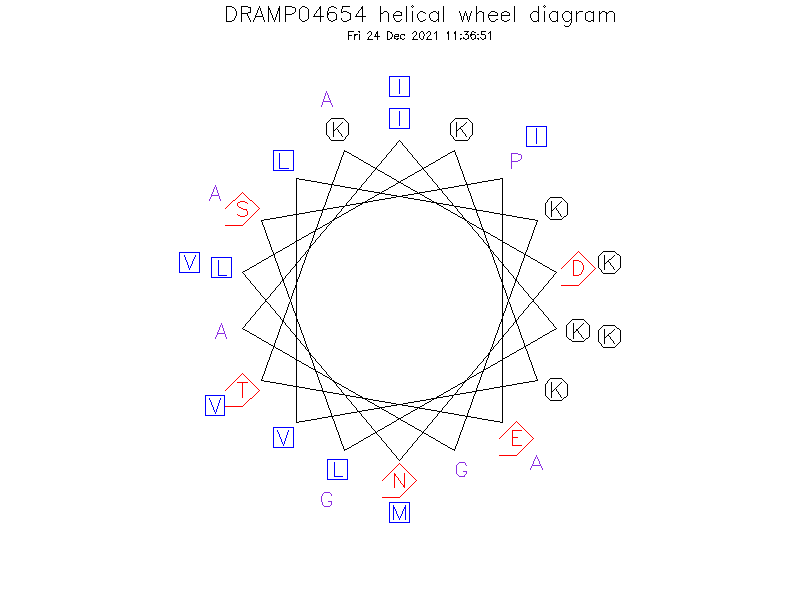 DRAMP04654 helical wheel diagram
Fri 24 Dec 2021 11:36:51
I
A
I
K
K
I
L
P
A
S
K
V
L
D
K
A
K
K
T
K
V
V
E
A
L
G
G
N
M